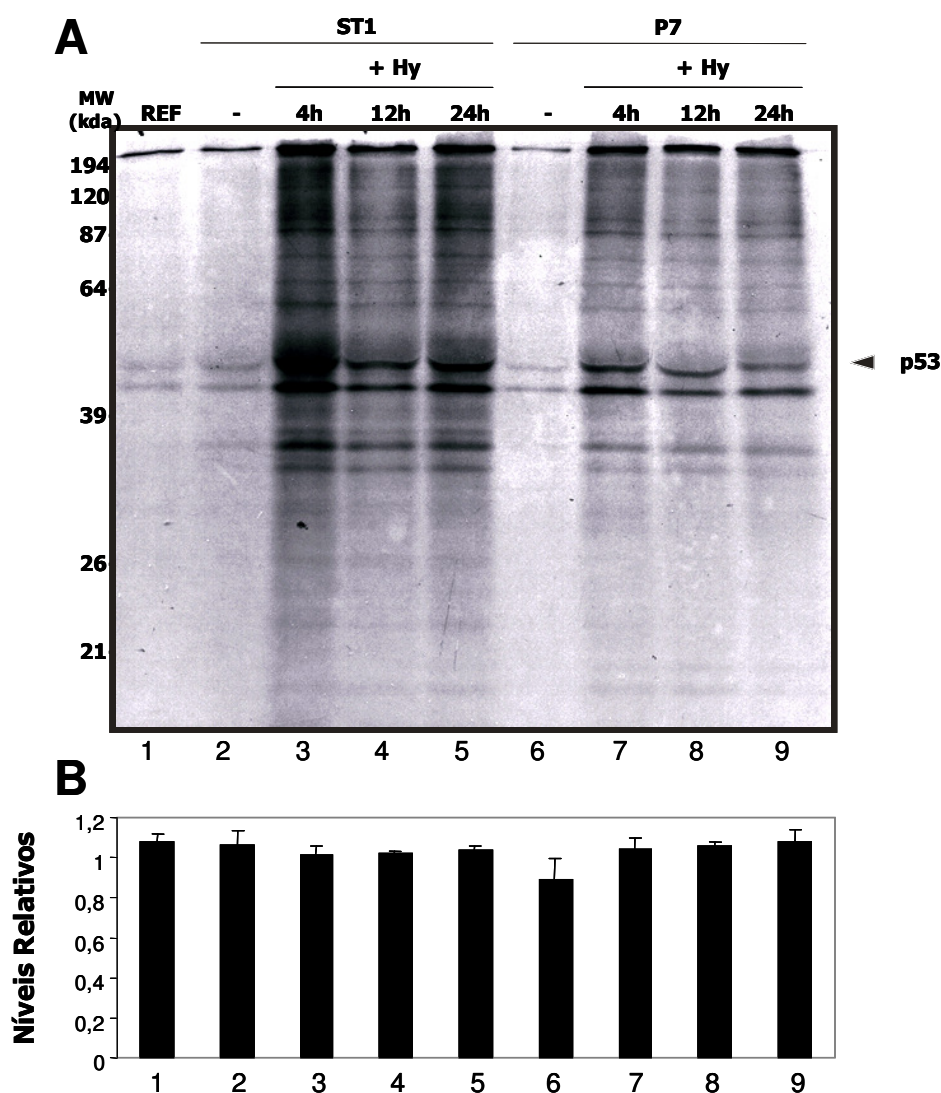 A
ST1 P7
+ Hy + Hy
MW
(kda) REF - 4h 12h 24h - 4h 12h 24h
194
120
87
64
p53
39
26
21
1 2 3 4 5 6 7 8 9
B
Níveis Relativos
1,2
1
0,8
0,6
0,4
0,2
0
1 2 3 4 5 6 7 8 9